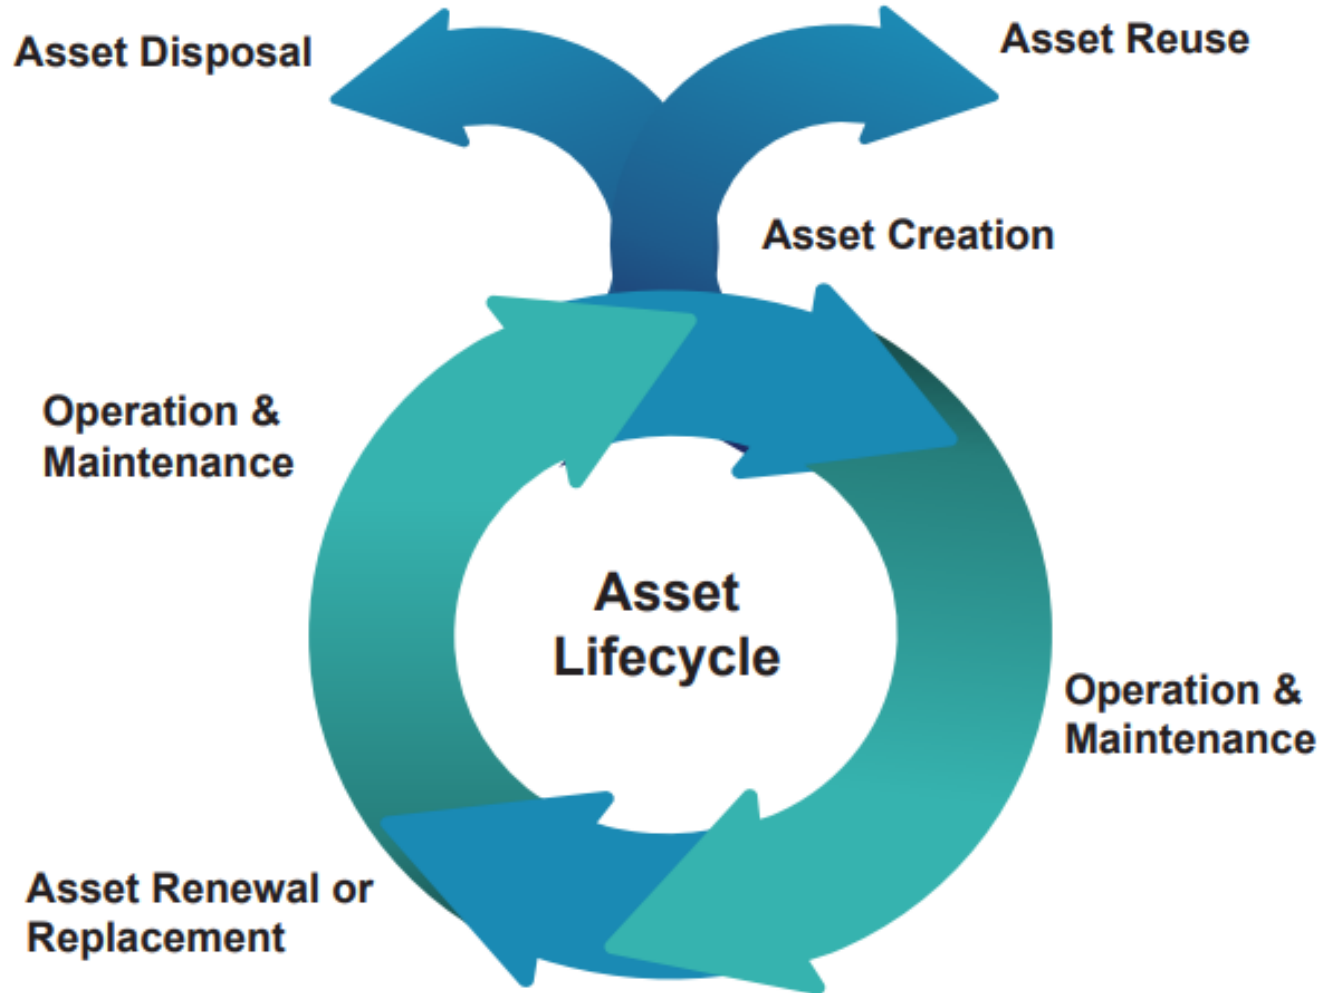 Asset Disposal
Asset Reuse
Asset Creation
Operation &
Maintenance
Asset
Lifecycle
Operation &
Maintenance
Asset Renewal or
Replacement